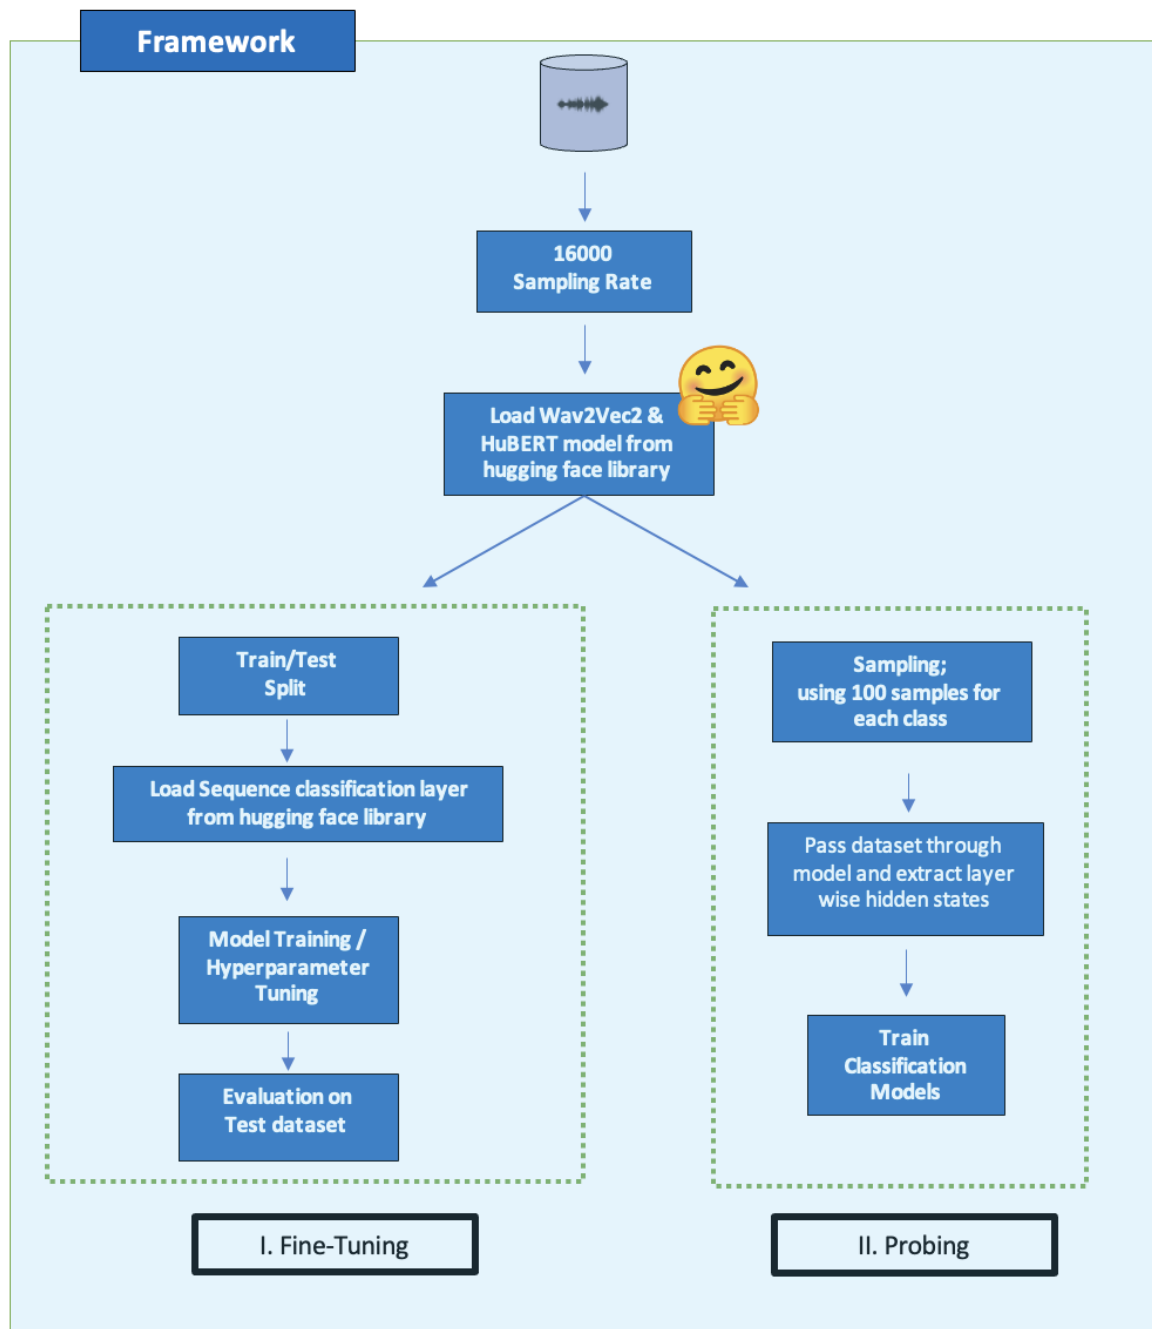 Framework
16000
Sampling Rate
Load Wav2Vec2 &
HuBERT model from
hugging face library
Train/Test
Split
Load Sequence classification layer
from hugging face library
Model Training /
Hyperparameter
Tuning
Evaluation on
Test dataset
I. Fine-Tuning
Sampling;
using 100 samples for
each class
Pass dataset through
model and extract layer
wise hidden states
Train
Classification
Models
II. Probing